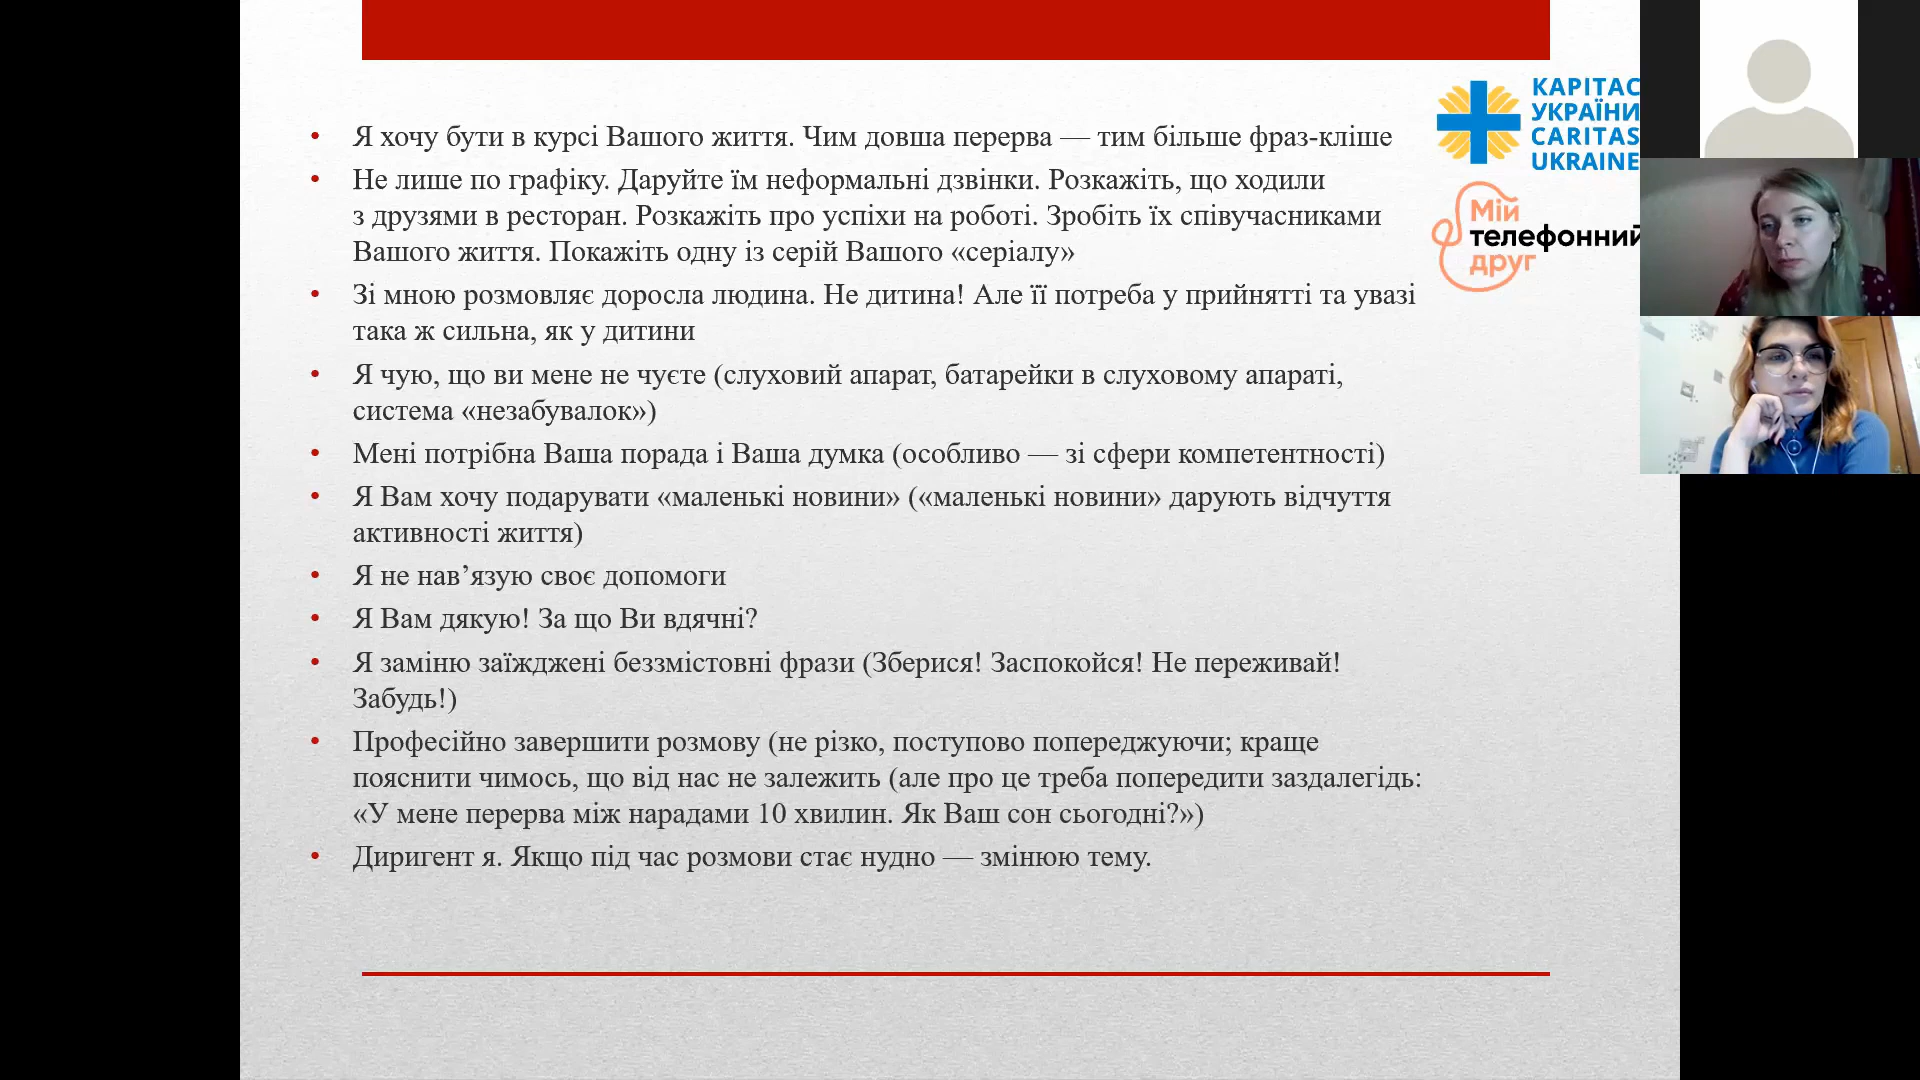 Я хочу бути в курсі Вашого життя. Чим довша перерва — тим більше фраз-кліше
Не лише по графіку. Даруйте їм неформальні дзвінки. Розкажіть, що ходили
з друзями в ресторан. Розкажіть про успіхи на роботі. Зробіть їх співучасниками
Вашого життя. Покажіть одну із серій Вашого «серіалу»
Зі мною розмовляє доросла людина. Не дитина! Але її потреба у прийнятті та увазі
така ж сильна, як у дитини
Я чую, що ви мене не чуєте (слуховий апарат, батарейки в слуховому апараті,
система «незабувалок»)
Мені потрібна Ваша порада і Ваша думка (особливо — зі сфери компетентності)
Я Вам хочу подарувати «маленькі новини» («маленькі новини» дарують відчуття
активності життя)
Я не нав’язую своє допомоги
Я Вам дякую! За що Ви вдячні?
Я заміню заїжджені беззмістовні фрази (Зберися! Заспокойся! Не переживай!
Забудь!)
Професійно завершити розмову (не різко, поступово попереджуючи; краще
пояснити чимось, що від нас не залежить (але про це треба попередити заздалегідь:
«У мене перерва між нарадами 10 хвилин. Як Ваш сон сьогодні?»)
Диригент я. Якщо під час розмови стає нудно — змінюю тему.
КАРІТАС
УКРАЇНИ
CARITAS
UKRAINE
Мій
телефонний
друг